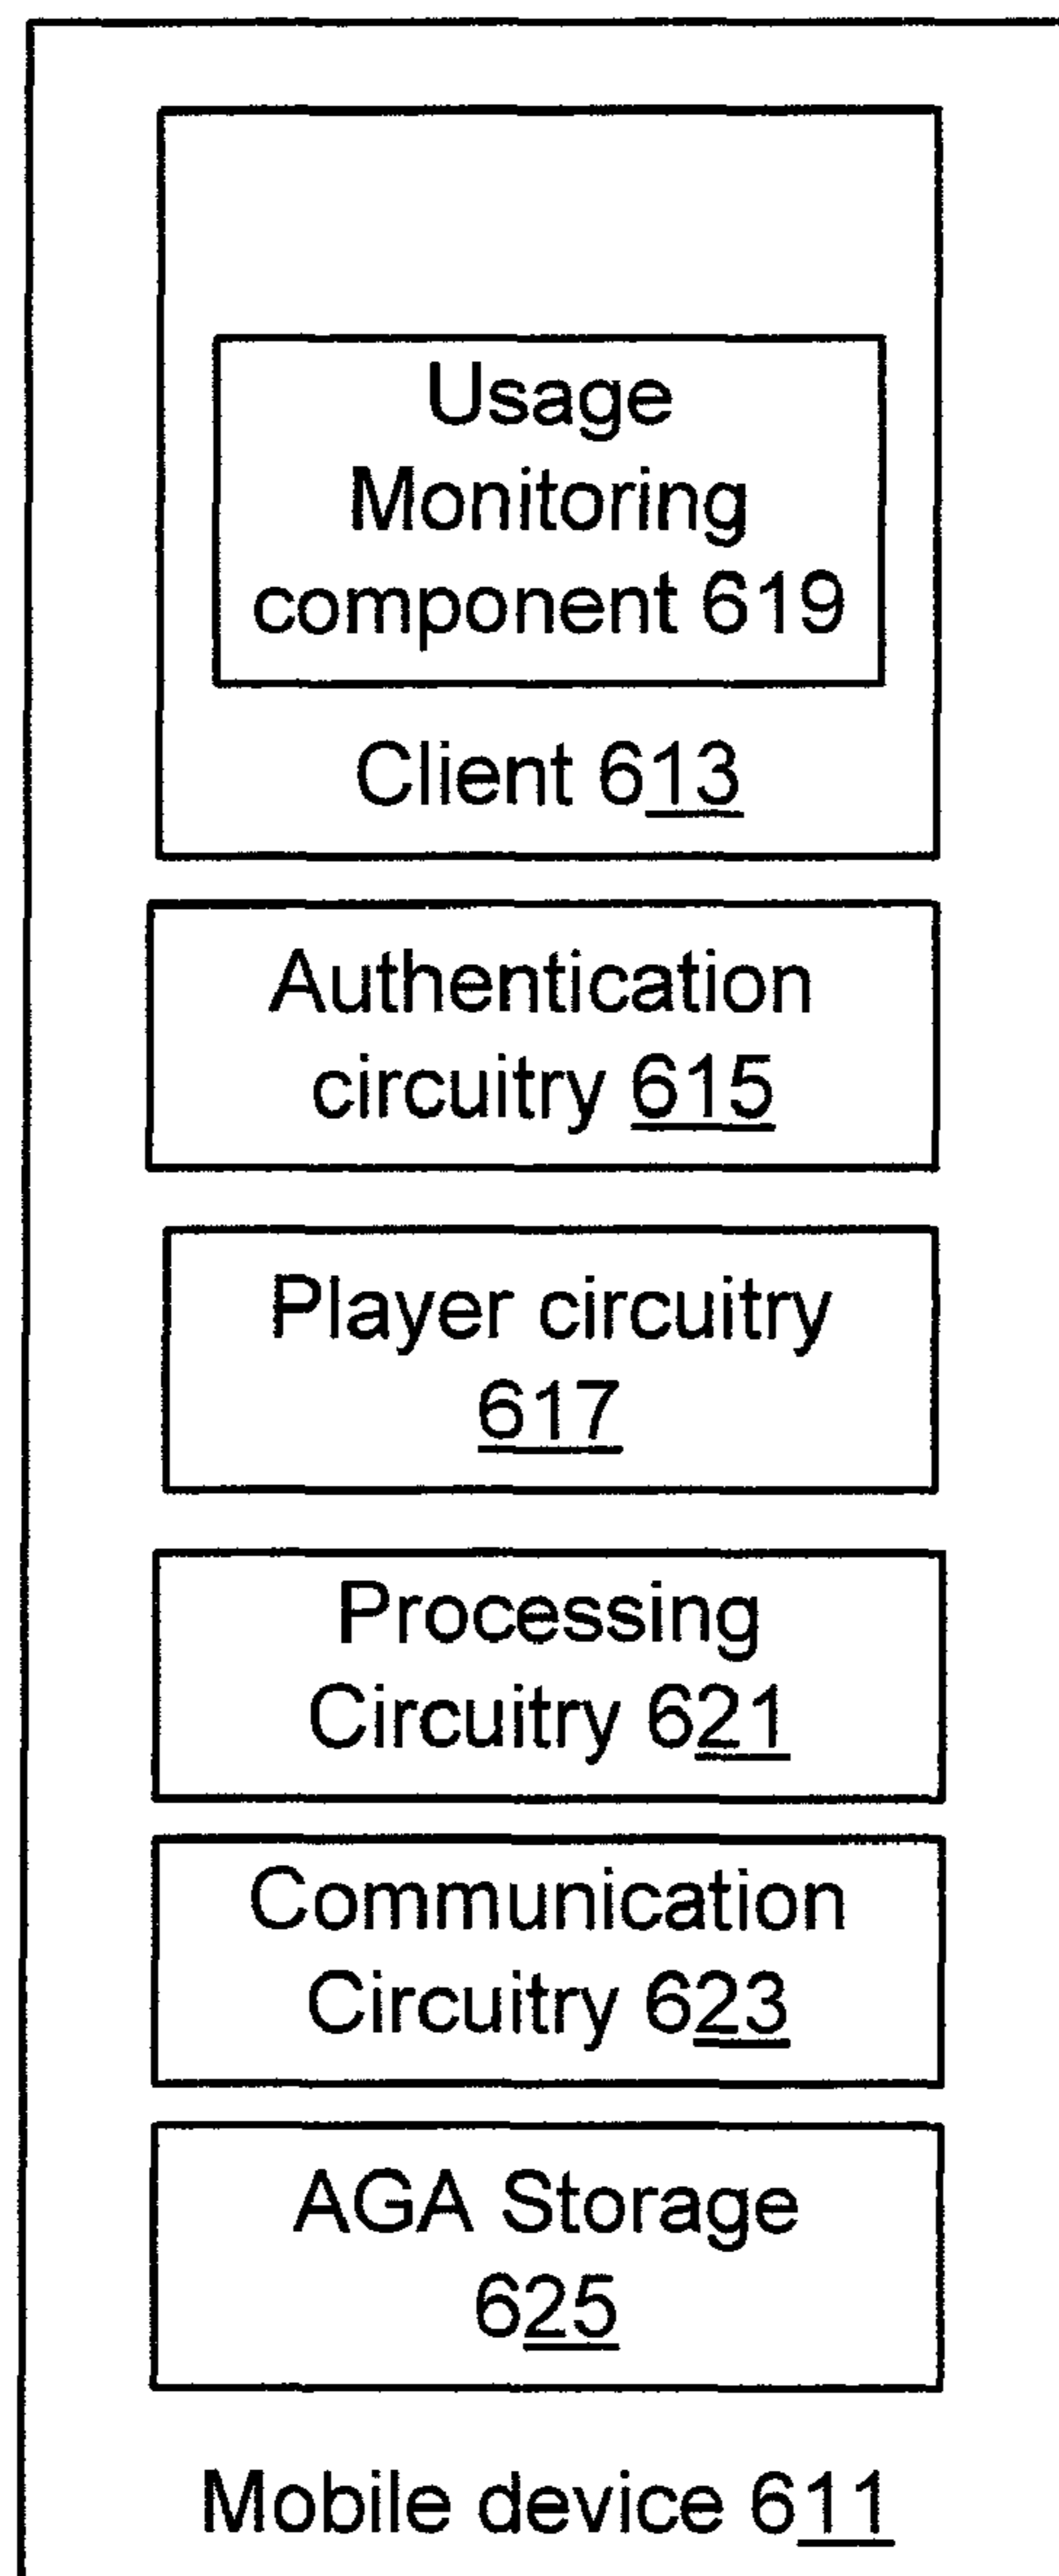 Usage
Monitoring
component 619
Client 613
Authentication
circuitry 615
Player circuitry
617
Processing
Circuitry 621
Communication
Circuitry 623
AGA Storage
625
Mobile device 611